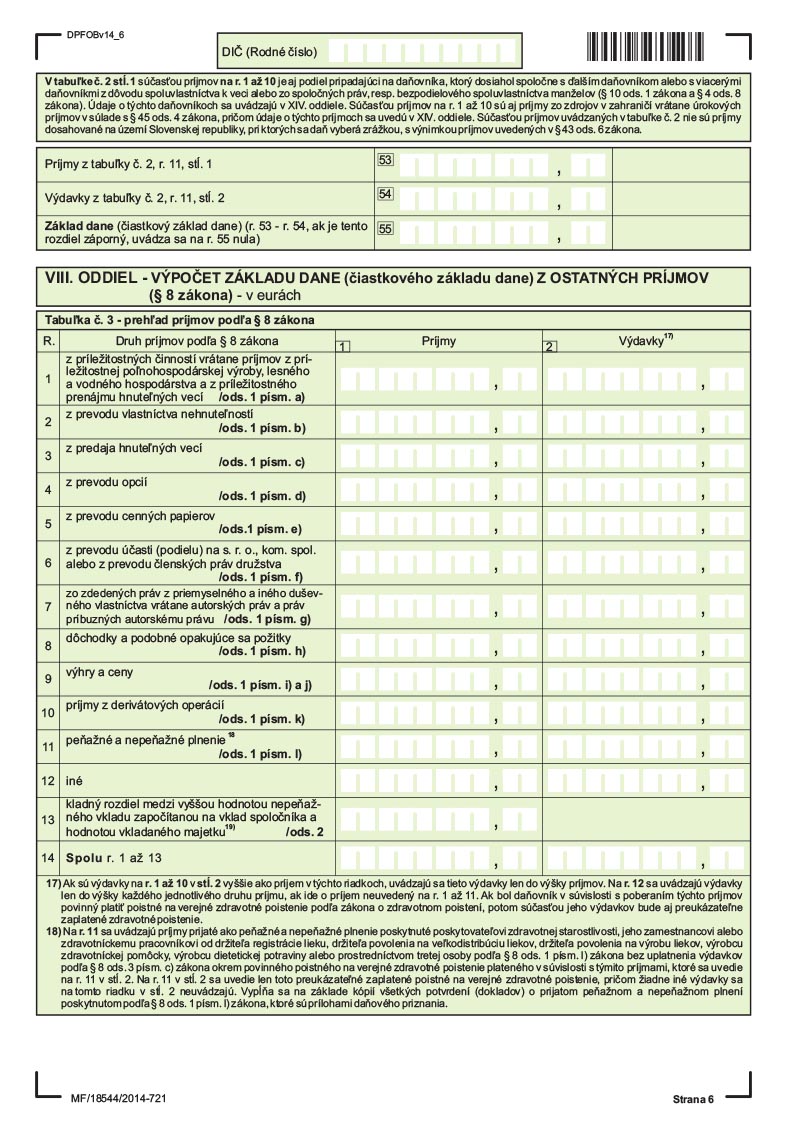 DPFOBv14_6
DIČ (Rodné číslo)
V tabuľke č. 2 stĺ. 1 súčasťou príjmov na r. 1 až 10 je aj podiel pripadajúci na daňovníka, ktorý dosiahol spoločne s ďalším daňovníkom alebo s viacerými
daňovníkmi z dôvodu spoluvlastníctva k veci alebo zo spoločných práv, resp. bezpodielového spoluvlastníctva manželov (§ 10 ods. 1 zákona a § 4 ods. 8
zákona). Údaje o týchto daňovníkoch sa uvádzajú v XIV. oddiele. Súčasťou príjmov na r. 1 až 10 sú aj príjmy zo zdrojov v zahraničí vrátane úrokových
príjmov v súlade s § 45 ods. 4 zákona, pričom údaje o týchto príjmoch sa uvedú v XIV. oddiele. Súčasťou príjmov uvádzaných v tabuľke č. 2 nie sú príjmy
dosahované na území Slovenskej republiky, pri ktorých sa daň vyberá zrážkou, s výnimkou príjmov uvedených v § 43 ods. 6 zákona.
Príjmy z tabuľky č. 2, r. 11, stĺ. 1 53 ,
Výdavky z tabuľky č. 2, r. 11, stĺ. 2 54 ,
Základ dane (čiastkový základ dane) (r. 53 - r. 54, ak je tento
rozdiel záporný, uvádza sa na r. 55 nula) 55 ,
VIII. ODDIEL - VÝPOČET ZÁKLADU DANE (čiastkového základu dane) Z OSTATNÝCH PRÍJMOV
(§ 8 zákona) - v eurách
Tabuľka č. 3 - prehľad príjmov podľa § 8 zákona
R. Druh príjmov podľa § 8 zákona 1 Príjmy 2 Výdavky17)
1 z príležitostných činností vrátane príjmov z prí-
ležitostnej poľnohospodárskej výroby, lesného
a vodného hospodárstva a z príležitostného
prenájmu hnuteľných vecí /ods. 1 písm. a) , ,
2 z prevodu vlastníctva nehnuteľností
/ods. 1 písm. b) , ,
3 z predaja hnuteľných vecí
/ods. 1 písm. c) , ,
4 z prevodu opcií
/ods. 1 písm. d) , ,
5 z prevodu cenných papierov
/ods.1 písm. e) , ,
6 z prevodu účasti (podielu) na s. r. o., kom. spol.
alebo z prevodu členských práv družstva
/ods. 1 písm. f) , ,
7 zo zdedených práv z priemyselného a iného dušev-
ného vlastníctva vrátane autorských práv a práv
príbuzných autorskému právu /ods. 1 písm. g) , ,
8 dôchodky a podobné opakujúce sa požitky
/ods. 1 písm. h) , ,
9 výhry a ceny
/ods. 1 písm. i) a j) , ,
10 príjmy z derivátových operácií
/ods. 1 písm. k) , ,
11 peňažné a nepeňažné plnenie 18
/ods. 1 písm. l) , ,
12 iné , ,
13 kladný rozdiel medzi vyššou hodnotou nepeňaž-
ného vkladu započítanou na vklad spoločníka a
hodnotou vkladaného majetku19) /ods. 2 ,
14 Spolu r. 1 až 13 , ,
17) Ak sú výdavky na r. 1 až 10 v stĺ. 2 vyššie ako príjem v týchto riadkoch, uvádzajú sa tieto výdavky len do výšky príjmov. Na r. 12 sa uvádzajú výdavky
len do výšky každého jednotlivého druhu príjmu, ak ide o príjem neuvedený na r. 1 až 11. Ak bol daňovník v súvislosti s poberaním týchto príjmov
povinný platiť poistné na verejné zdravotné poistenie podľa zákona o zdravotnom poistení, potom súčasťou jeho výdavkov bude aj preukázateľne
zaplatené zdravotné poistenie.
18) Na r. 11 sa uvádzajú príjmy prijaté ako peňažné a nepeňažné plnenie poskytnuté poskytovateľovi zdravotnej starostlivosti, jeho zamestnancovi alebo
zdravotníckemu pracovníkovi od držiteľa registrácie lieku, držiteľa povolenia na veľkodistribúciu liekov, držiteľa povolenia na výrobu liekov, výrobcu
zdravotníckej pomôcky, výrobcu dietetickej potraviny alebo prostredníctvom tretej osoby podľa § 8 ods. 1 písm. l) zákona bez uplatnenia výdavkov
podľa § 8 ods. 3 písm. c) zákona okrem povinného poistného na verejné zdravotné poistenie plateného v súvislosti s týmito príjmami, ktoré sa uvedie
na r. 11 v stĺ. 2. Na r. 11 v stĺ. 2 sa uvedie len toto preukázateľné zaplatené poistné na verejné zdravotné poistenie, pričom žiadne iné výdavky sa
na tomto riadku v stĺ. 2 neuvádzajú. Vypĺňa sa na základe kópií všetkých potvrdení (dokladov) o prijatom peňažnom a nepeňažnom plnení
poskytnutom podľa § 8 ods. 1 písm. l) zákona, ktoré sú prílohami daňového priznania.
MF/18544/2014-721
Strana 6